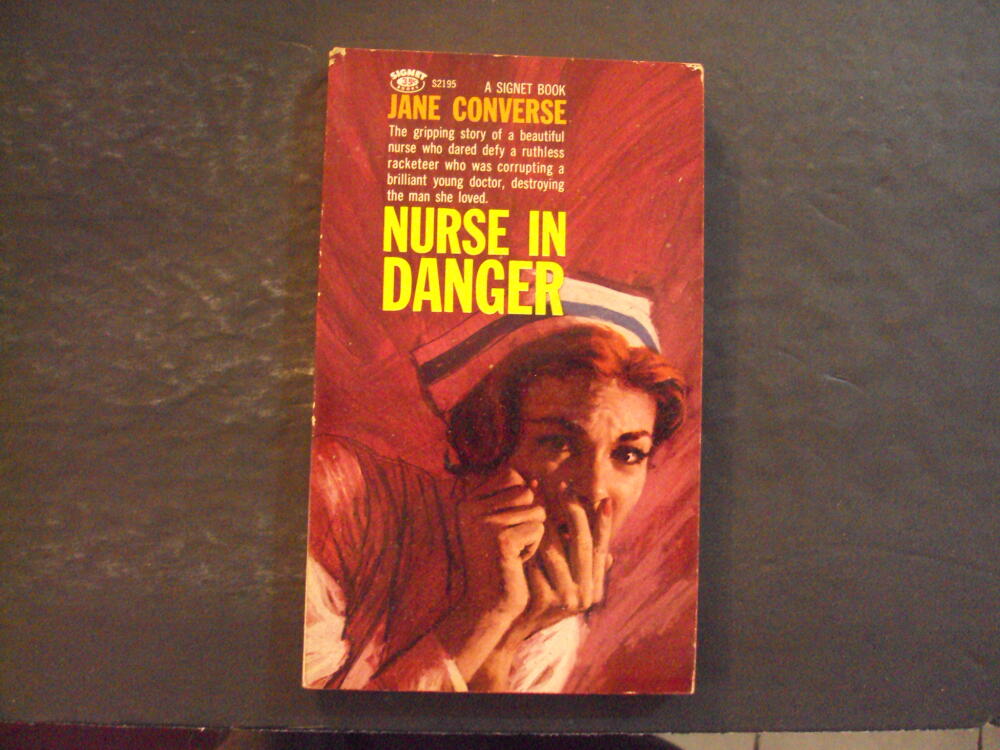 SIGNET
35¢
BOOKS
S2195
A SIGNET BOOK
JANE CONVERSE
The gripping story of a beautiful
nurse who dared defy a ruthless
racketeer who was corrupting a
brilliant young doctor, destroying
the man she loved.
NURSE IN
DANGER